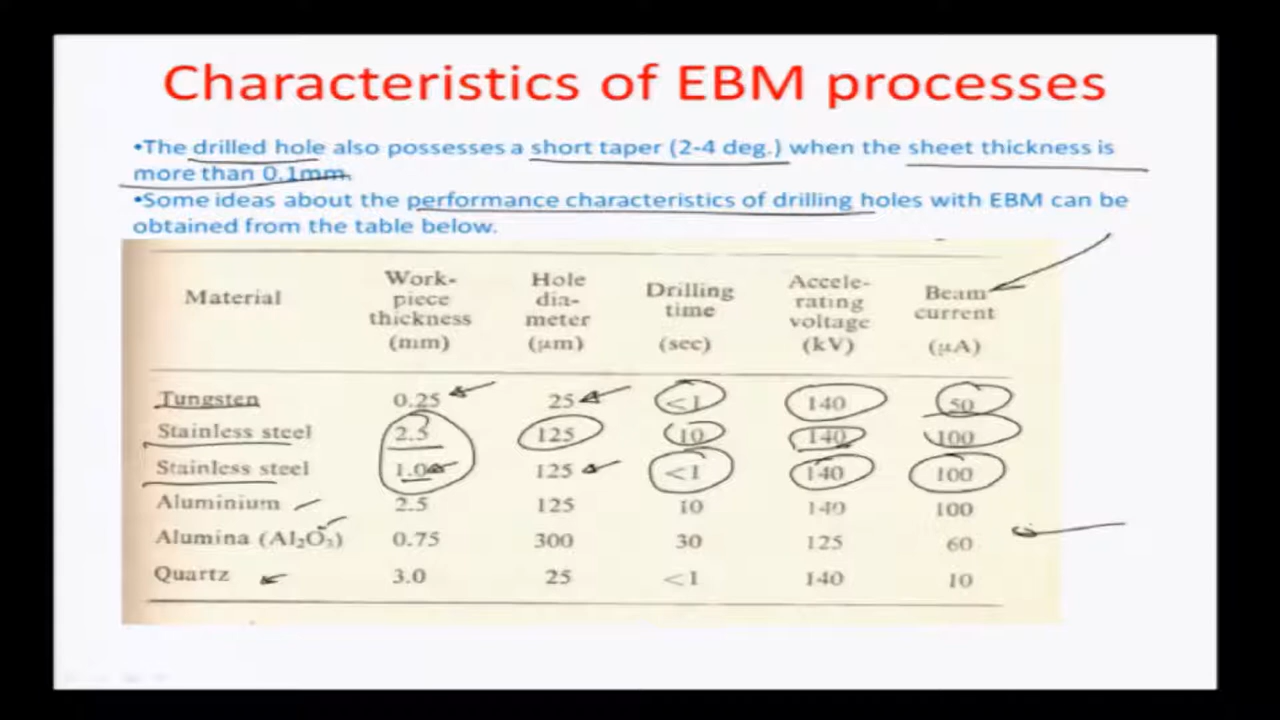 Characteristics of EBM processes
•The drilled hole also possesses a short taper (2-4 deg.) when the sheet thickness is
more than 0.1mm.
•Some ideas about the performance characteristics of drilling holes with EBM can be
obtained from the table below.
Material Work- piece thickness (mm) Hole dia- meter (μm) Drilling time (sec) Accele- rating voltage (kV) Beam current (μA)
Tungsten 0.25 25 <1 140 50
Stainless steel 2.5 125 10 140 100
Stainless steel 1.0 125 <1 140 100
Aluminium 2.5 125 10 140 100
Alumina (Al₂O₃) 0.75 300 30 125 60
Quartz 3.0 25 <1 140 10